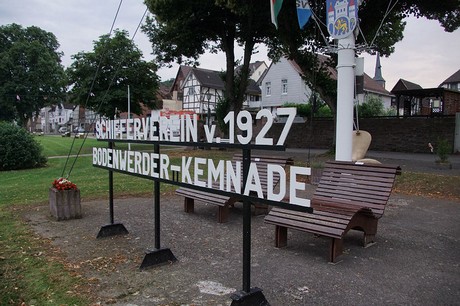 SCHIFFERVEREIN v. 1927
BODENWERDER-KEMNADE